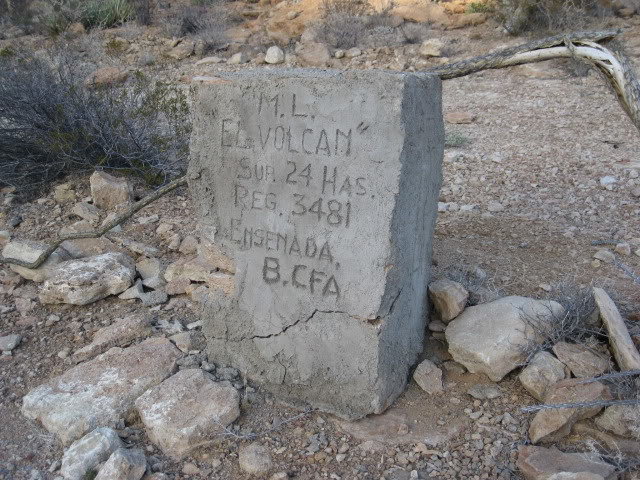 "M.L.
EL VOLCAN"
SUP. 24 HAS.
REG. 3481
ENSENADA,
B.CFA